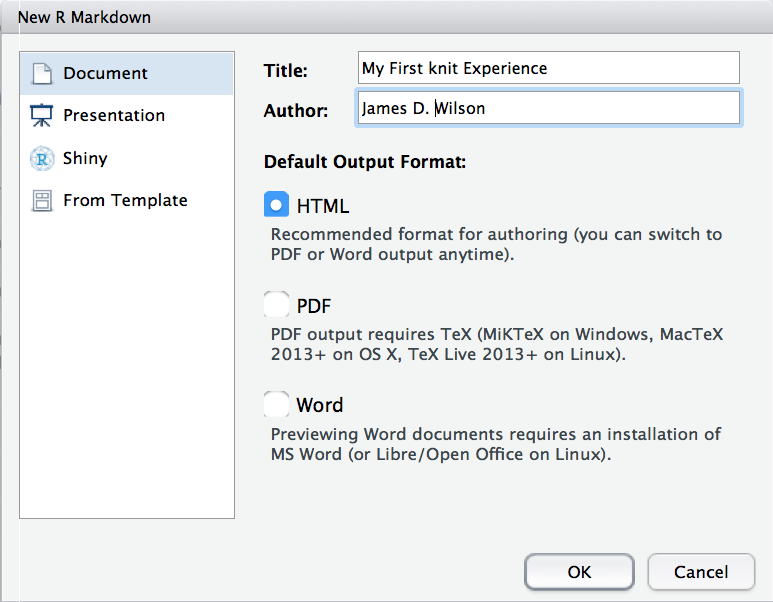 New R Markdown
Document
Presentation
R Shiny
From Template
Title: My First knit Experience
Author: James D. Wilson
Default Output Format:
HTML
Recommended format for authoring (you can switch to
PDF or Word output anytime).
PDF
PDF output requires TeX (MiKTeX on Windows, MacTeX
2013+ on OS X, TeX Live 2013+ on Linux).
Word
Previewing Word documents requires an installation of
MS Word (or Libre/Open Office on Linux).
OK Cancel